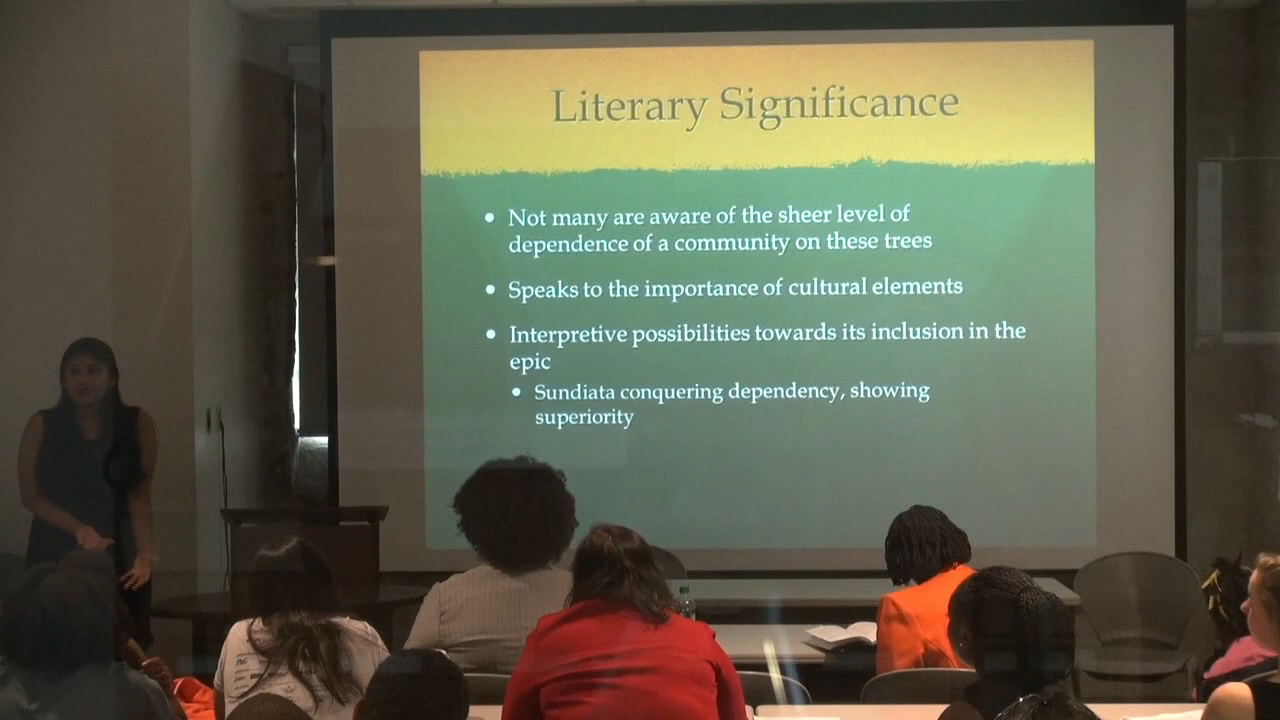 Literary Significance
• Not many are aware of the sheer level of
dependence of a community on these trees
• Speaks to the importance of cultural elements
• Interpretive possibilities towards its inclusion in the
epic
• Sundiata conquering dependency, showing
superiority